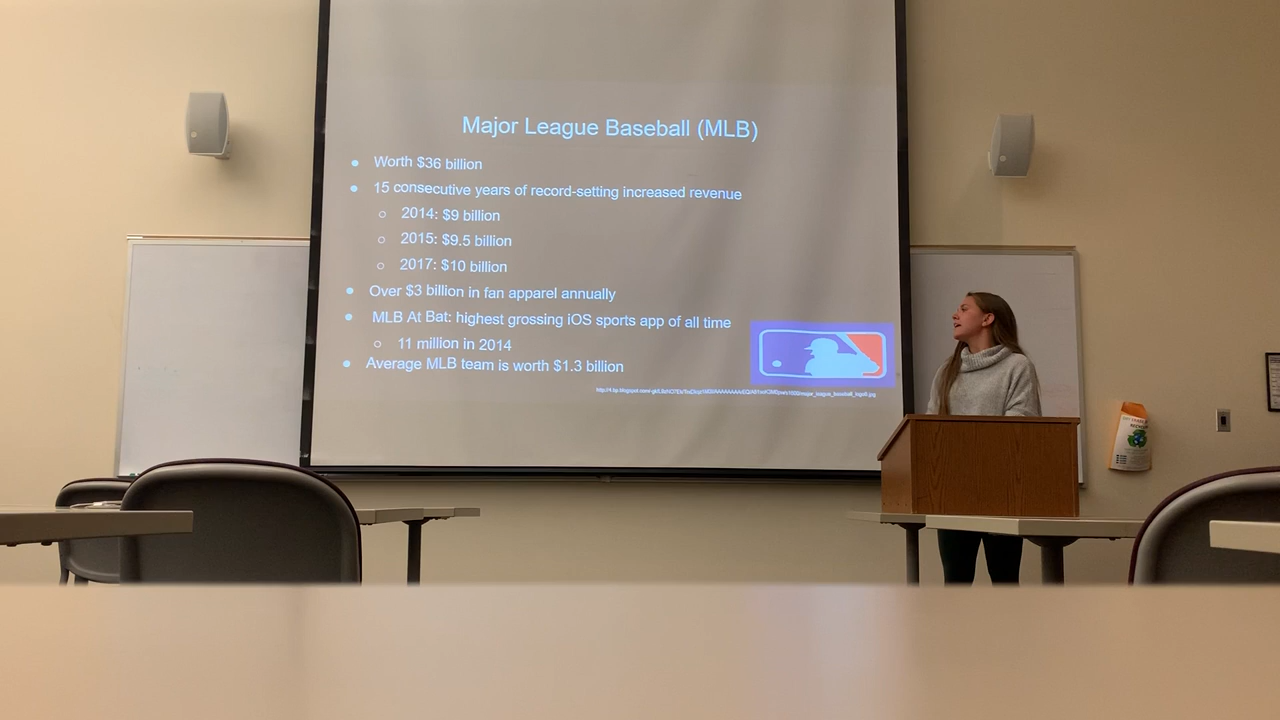 Major League Baseball (MLB)
Worth $36 billion
15 consecutive years of record-setting increased revenue
2014: $9 billion
2015: $9.5 billion
2017: $10 billion
Over $3 billion in fan apparel annually
MLB At Bat: highest grossing iOS sports app of all time
11 million in 2014
Average MLB team is worth $1.3 billion